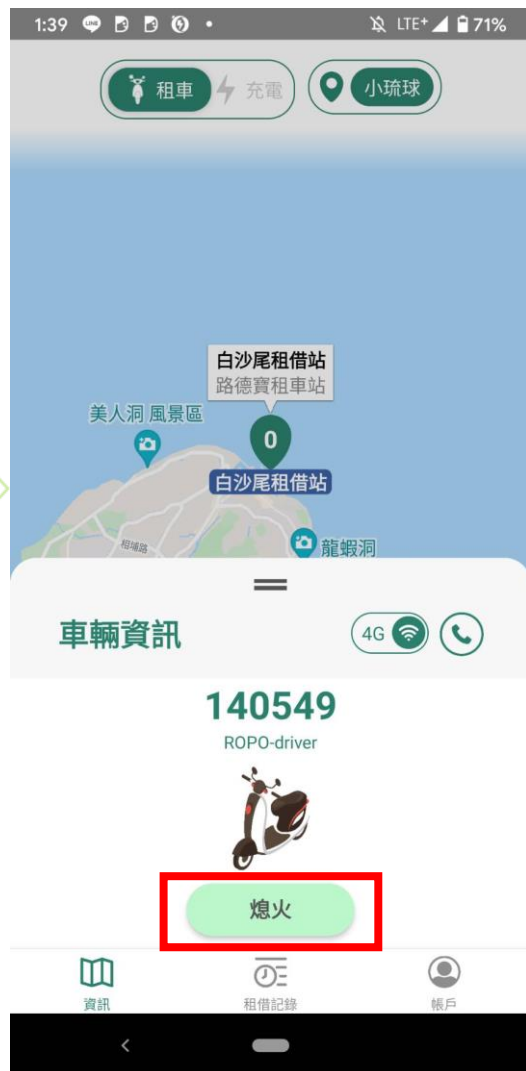 1:39
LTE+ 71%
租車
充電
小琉球
白沙尾租借站
路德寶租車站
美人洞 風景區
0
白沙尾租借站
相埔路
龍蝦洞
車輛資訊
4G
140549
ROPO-driver
熄火
資訊
租借記錄
帳戶